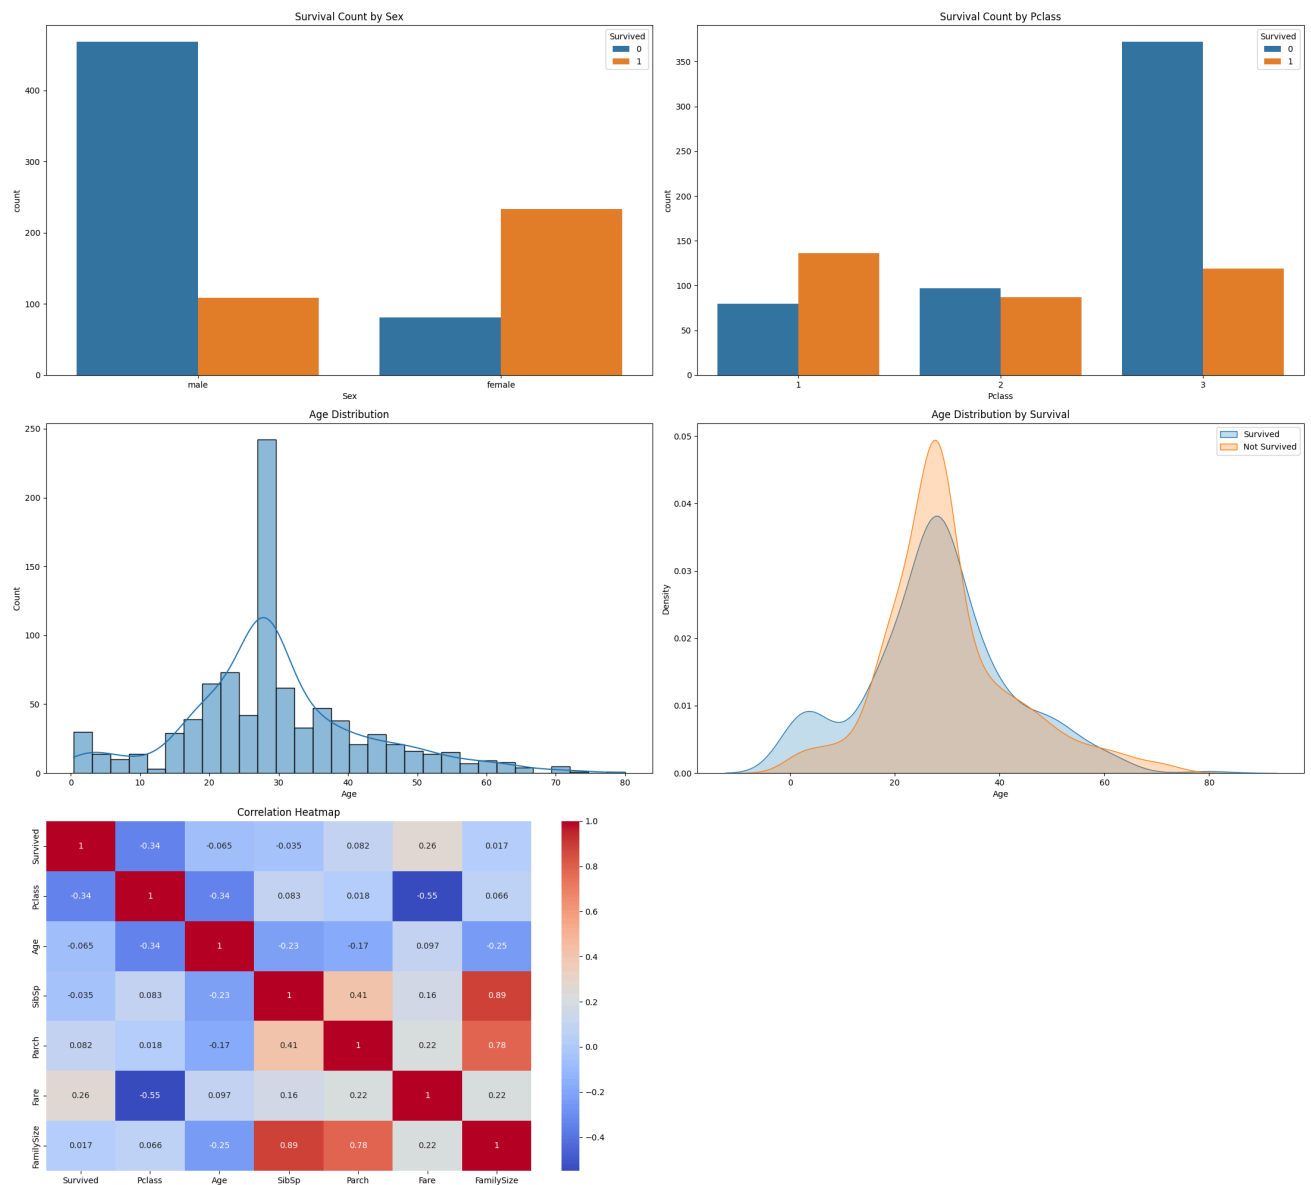 Survival Count by Sex
Survived
0
1
400
300
200
100
0
count
male female
Sex
Survival Count by Pclass
Survived
0
1
350
300
250
200
150
100
50
0
count
1 2 3
Pclass
Age Distribution
250
200
150
100
50
0
Count
0 10 20 30 40 50 60 70 80
Age
Age Distribution by Survival
Survived
Not Survived
0.05
0.04
0.03
0.02
0.01
0.00
Density
0 20 40 60 80
Age
Correlation Heatmap
Survived 1 -0.34 -0.065 -0.035 0.082 0.26 0.017
Pclass -0.34 1 -0.34 0.083 0.018 -0.55 0.066
Age -0.065 -0.34 1 -0.23 -0.17 0.097 -0.25
SibSp -0.035 0.083 -0.23 1 0.41 0.16 0.89
Parch 0.082 0.018 -0.17 0.41 1 0.22 0.78
Fare 0.26 -0.55 0.097 0.16 0.22 1 0.22
FamilySize 0.017 0.066 -0.25 0.89 0.78 0.22 1
Survived Pclass Age SibSp Parch Fare FamilySize
1.0
0.8
0.6
0.4
0.2
0.0
−0.2
−0.4